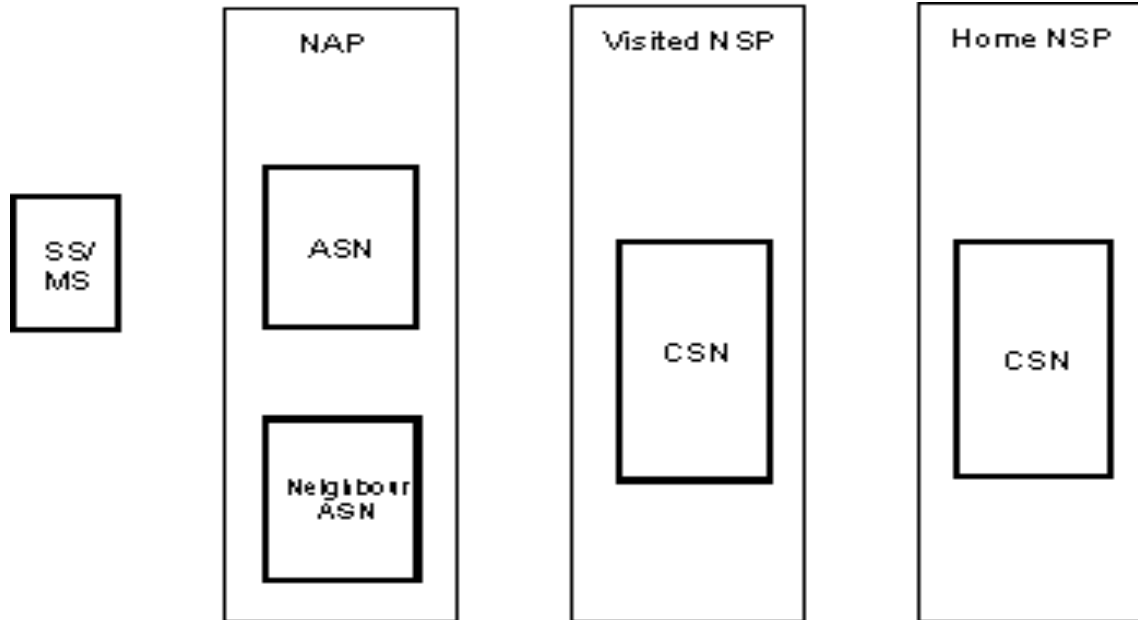 NAP
Visited NSP
Home NSP
SS/
MS
ASN
CSN
CSN
Neighbour
ASN